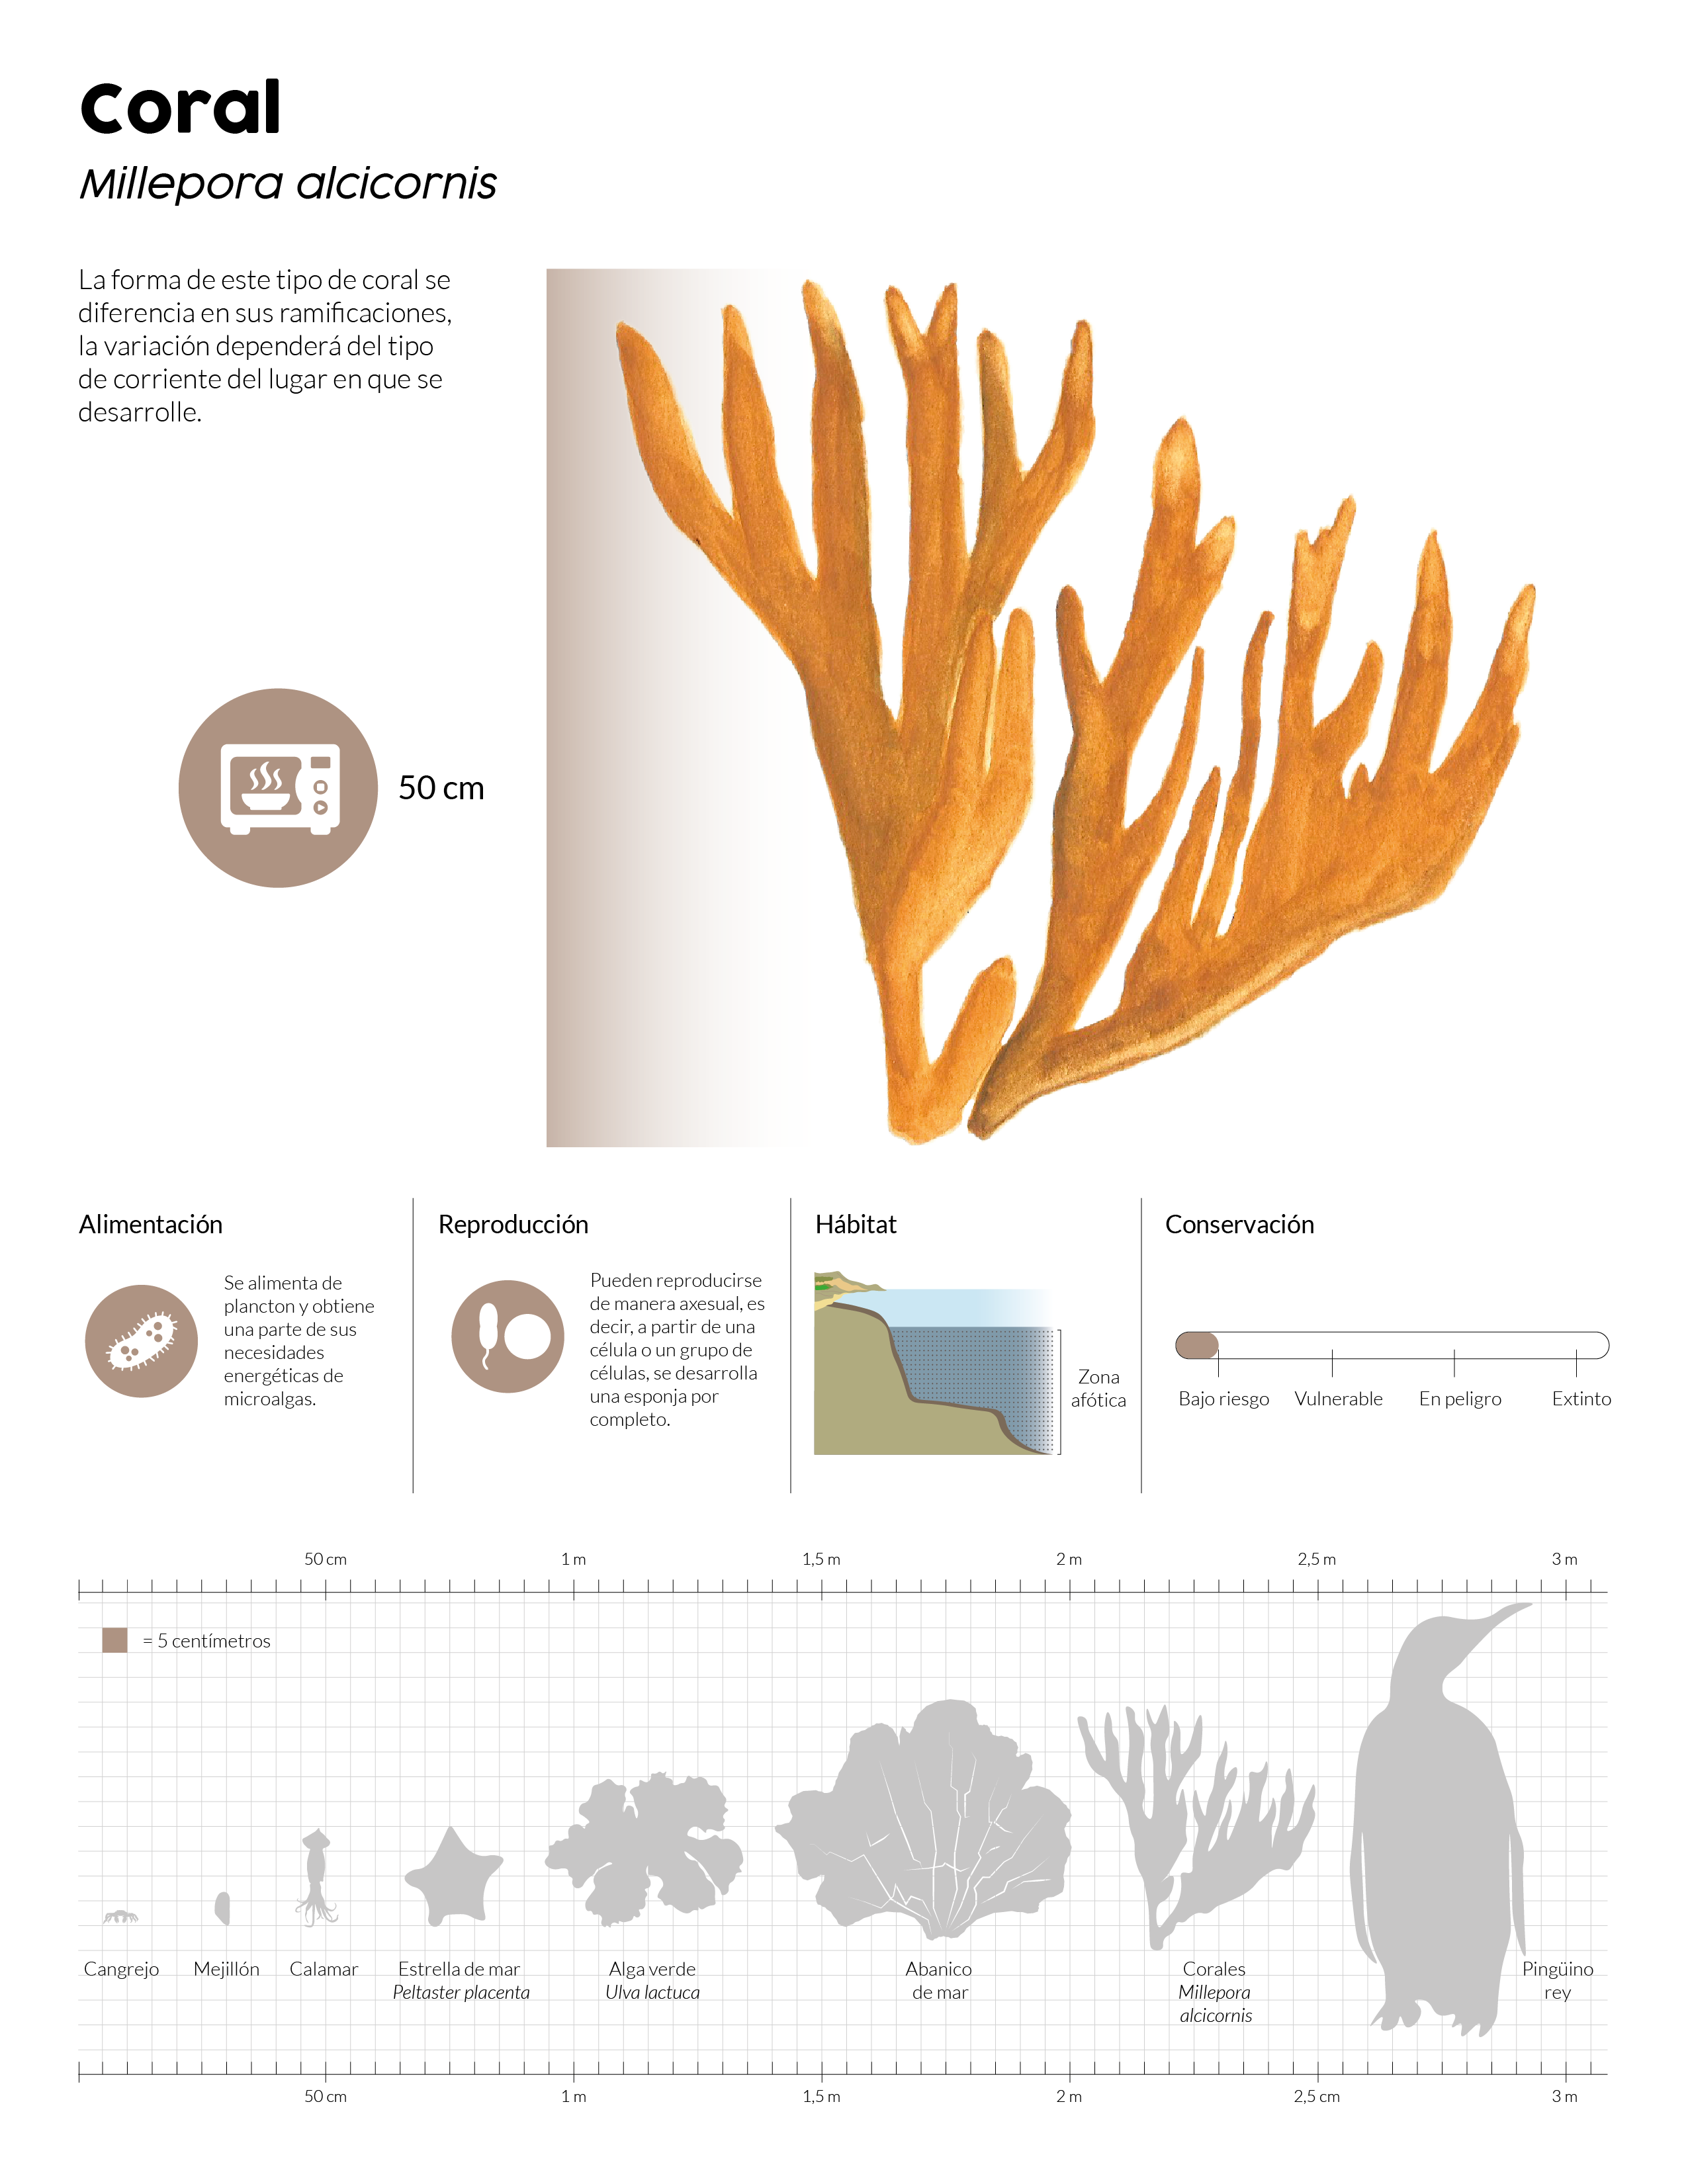 Coral
Millepora alcicornis
La forma de este tipo de coral se
diferencia en sus ramificaciones,
la variación dependerá del tipo
de corriente del lugar en que se
desarrolle.
50 cm
Alimentación
Se alimenta de
plancton y obtiene
una parte de sus
necesidades
energéticas de
microalgas.
Reproducción
Pueden reproducirse
de manera axesual, es
decir, a partir de una
célula o un grupo de
células, se desarrolla
una esponja por
completo.
Hábitat
Zona
afótica
Conservación
Bajo riesgo
Vulnerable
En peligro
Extinto
50 cm
1 m
1,5 m
2 m
2,5 m
3 m
= 5 centímetros
Cangrejo
Mejillón
Calamar
Estrella de mar
Peltaster placenta
Alga verde
Ulva lactuca
Abanico
de mar
Corales
Millepora
alcicornis
Pingüino
rey
50 cm
1 m
1,5 m
2 m
2,5 cm
3 m